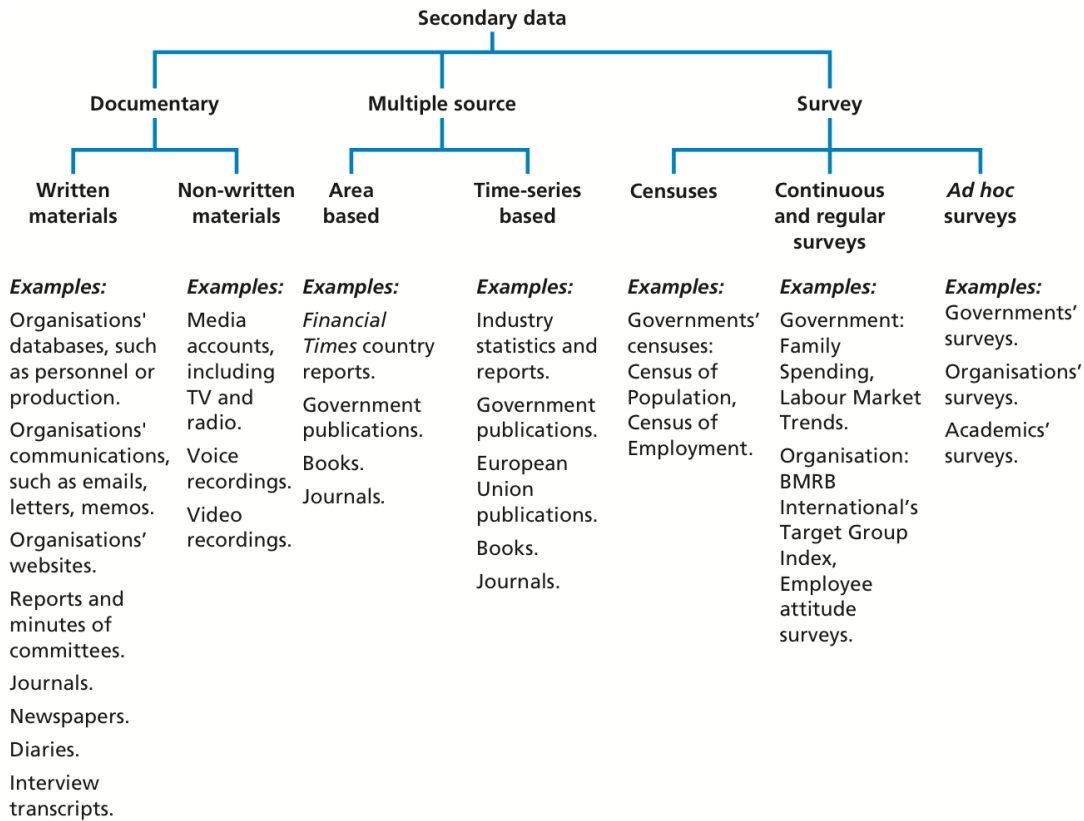 Secondary data
Documentary
Multiple source
Survey
Written
materials
Non-written
materials
Area
based
Time-series
based
Censuses
Continuous
and regular
surveys
Ad hoc
surveys
Examples:
Organisations'
databases, such
as personnel or
production.
Organisations'
communications,
such as emails,
letters, memos.
Organisations’
websites.
Reports and
minutes of
committees.
Journals.
Newspapers.
Diaries.
Interview
transcripts.
Examples:
Media
accounts,
including
TV and
radio.
Voice
recordings.
Video
recordings.
Examples:
Financial
Times country
reports.
Government
publications.
Books.
Journals.
Examples:
Industry
statistics and
reports.
Government
publications.
European
Union
publications.
Books.
Journals.
Examples:
Governments’
censuses:
Census of
Population,
Census of
Employment.
Examples:
Government:
Family
Spending,
Labour Market
Trends.
Organisation:
BMRB
International’s
Target Group
Index,
Employee
attitude
surveys.
Examples:
Governments’
surveys.
Organisations’
surveys.
Academics’
surveys.